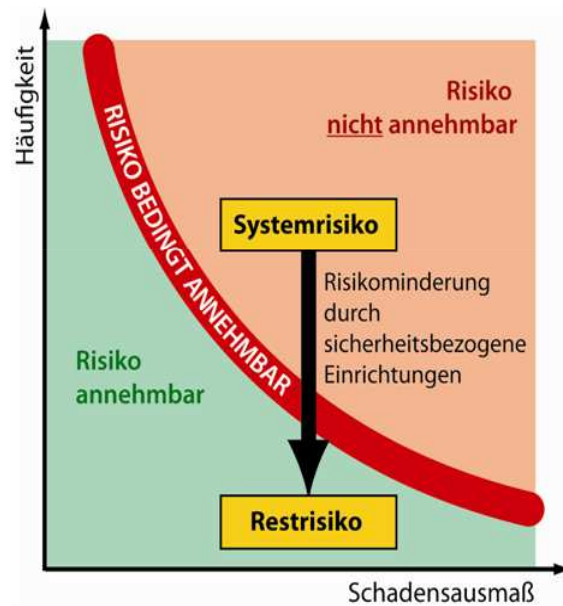 Häufigkeit
Risiko
nicht annehmbar
RISIKO BEDINGT ANNEHMBAR
Systemrisiko
Risikominderung
durch
sicherheitsbezogene
Einrichtungen
Risiko
annehmbar
Restrisiko
Schadensausmaß